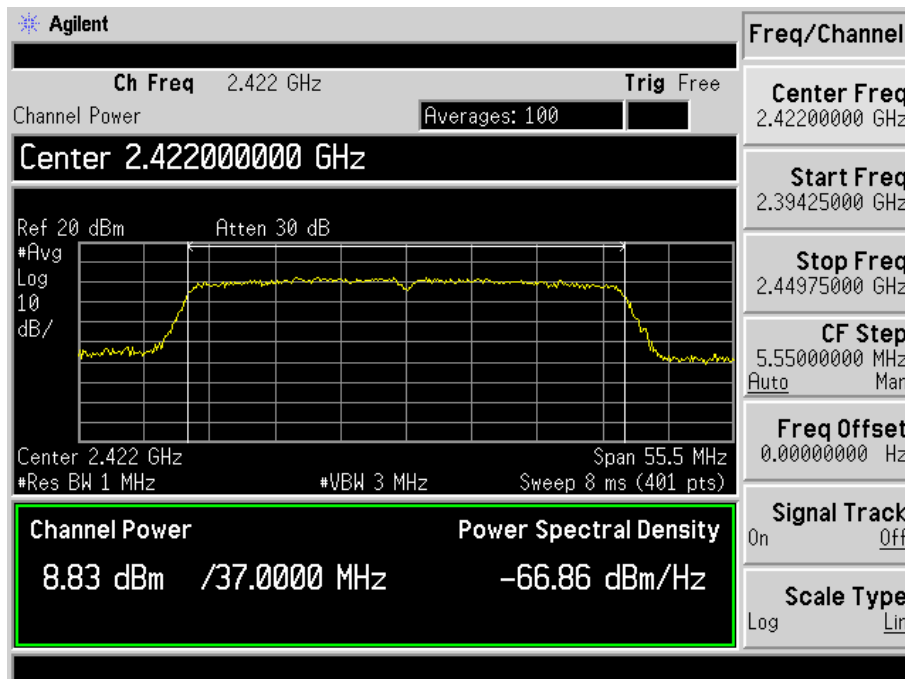 Agilent
Ch Freq 2.422 GHz Trig Free
Channel Power Averages: 100
Center 2.422000000 GHz
Ref 20 dBm Atten 30 dB
#Avg
Log
10
dB/
Center 2.422 GHz Span 55.5 MHz
#Res BW 1 MHz #VBW 3 MHz Sweep 8 ms (401 pts)
Channel Power Power Spectral Density
8.83 dBm /37.0000 MHz -66.86 dBm/Hz
Freq/Channel
Center Freq
2.42200000 GHz
Start Freq
2.39425000 GHz
Stop Freq
2.44975000 GHz
CF Step
5.55000000 MHz
Auto Man
Freq Offset
0.00000000 Hz
Signal Track
On Off
Scale Type
Log Lin